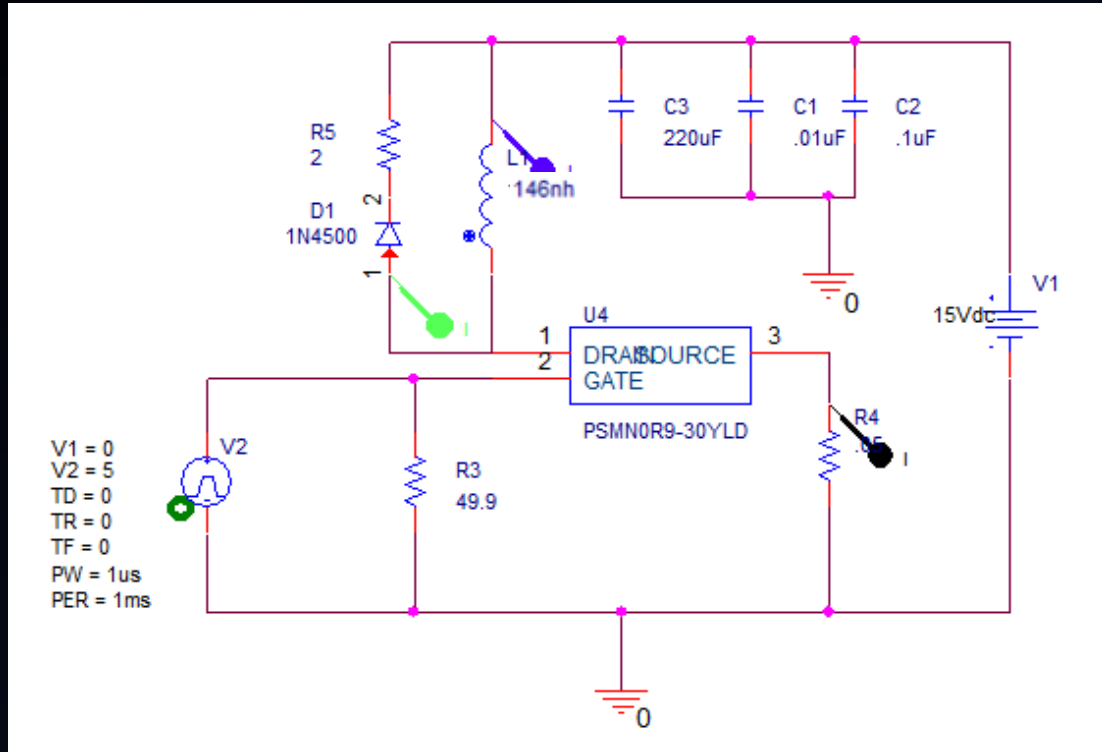 R5
2
2
D1
1N4500
1
L1
146nh
I
C3
220uF
C1
.01uF
C2
.1uF
0
V1
15Vdc
U4
1
2
DRAIN
SOURCE
GATE
3
PSMN0R9-30YLD
R4
.05
I
V1 = 0
V2 = 5
TD = 0
TR = 0
TF = 0
PW = 1us
PER = 1ms
V2
R3
49.9
0